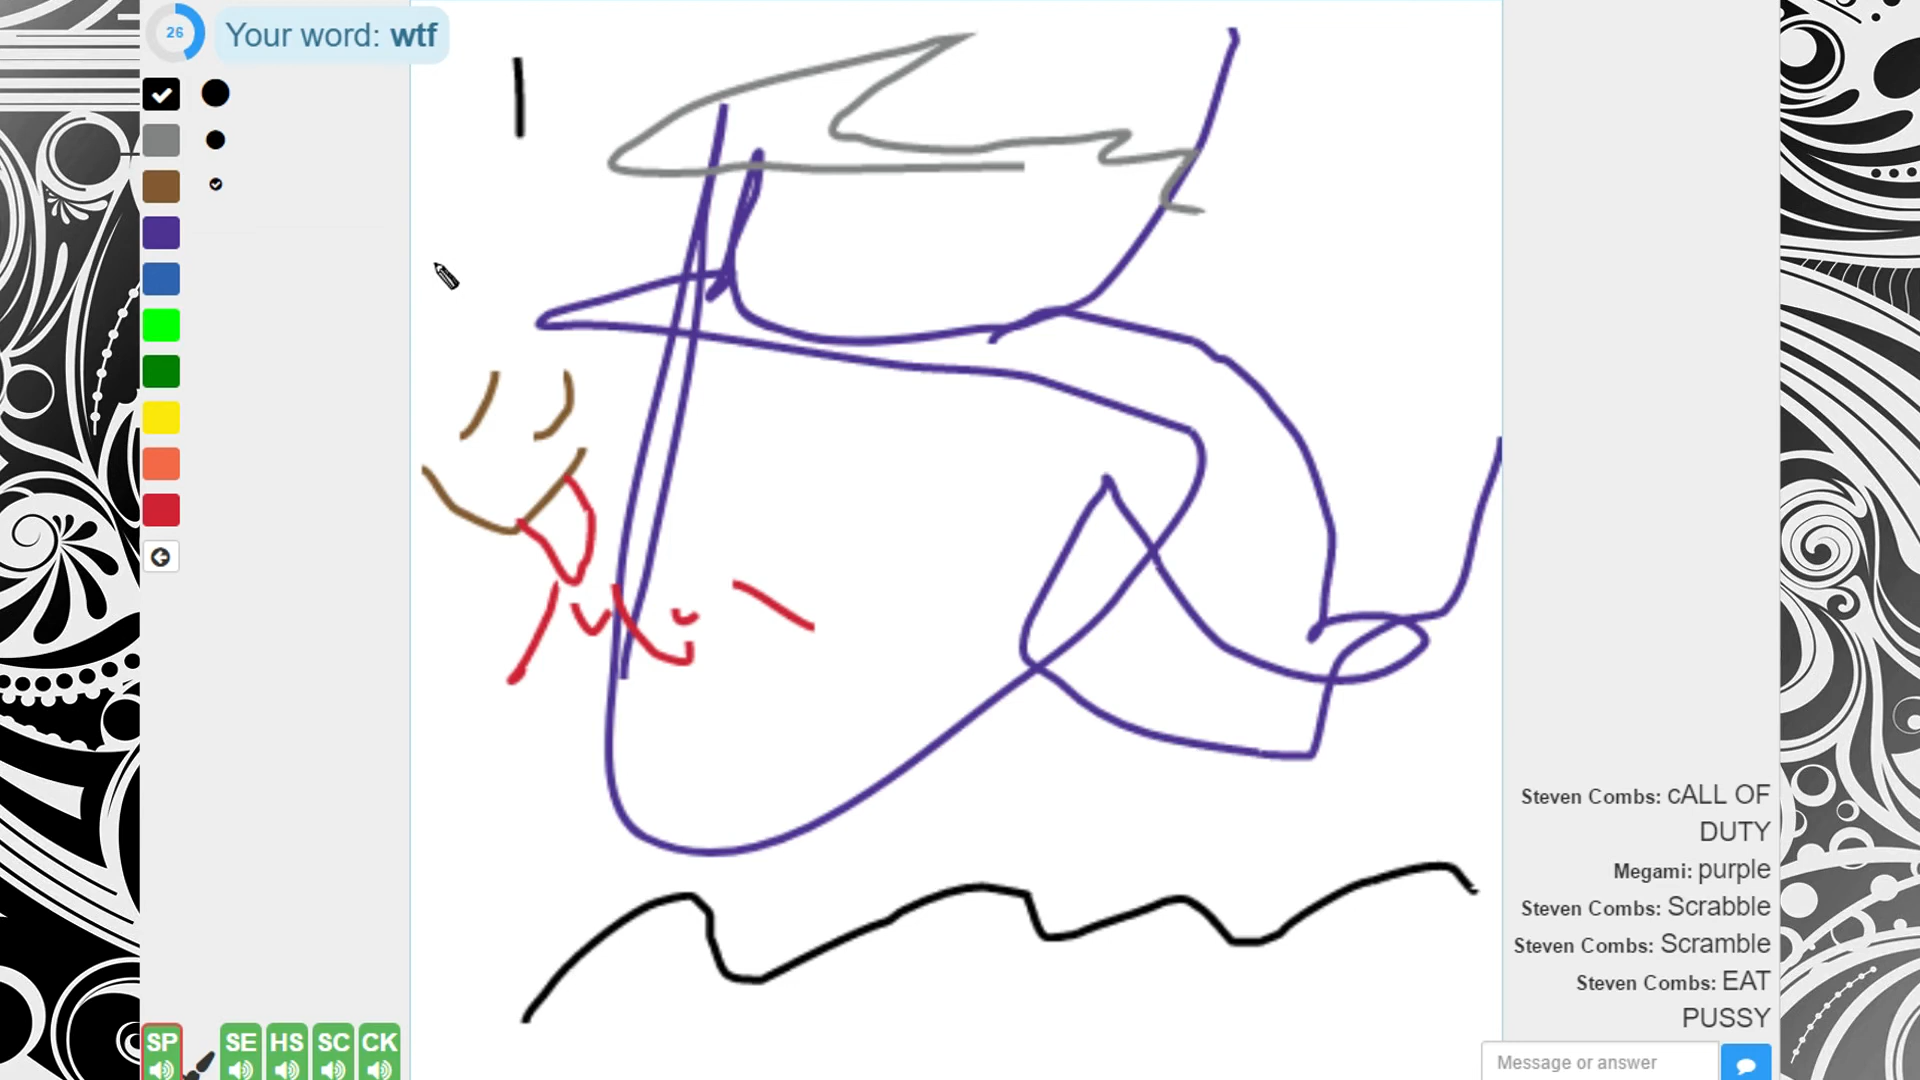 26
Your word: wtf
Steven Combs: cALL OF
DUTY
Megami: purple
Steven Combs: Scrabble
Steven Combs: Scramble
Steven Combs: EAT
PUSSY
Message or answer
SP SE HS SC CK